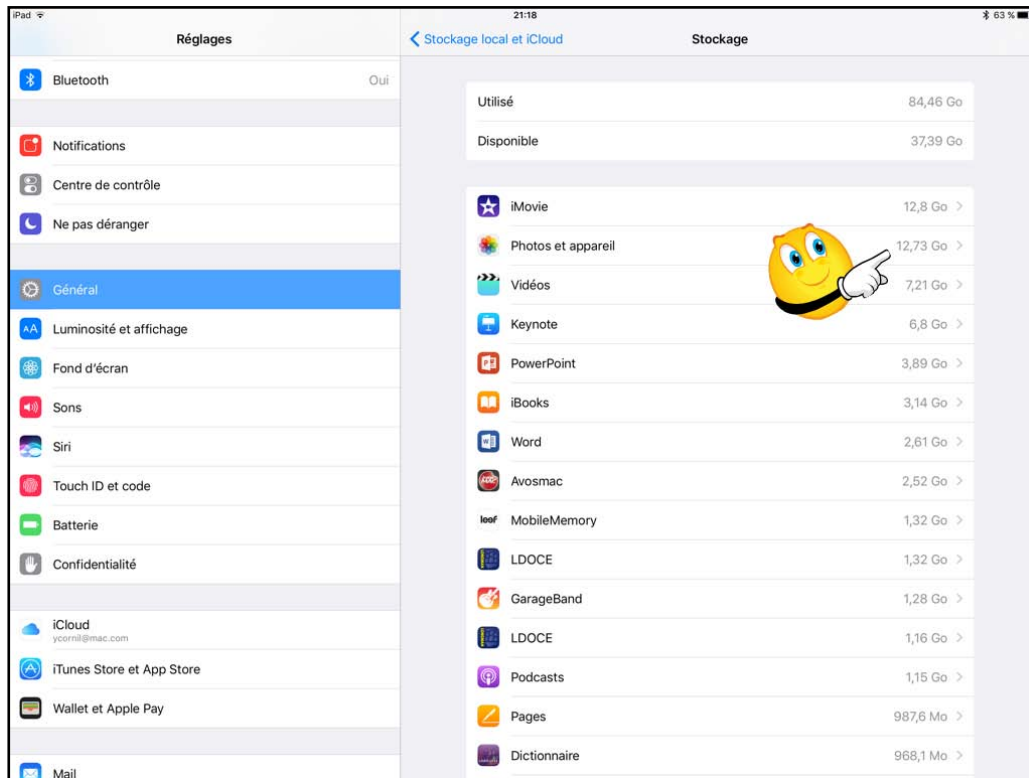 iPad 21:18 63 %
Réglages
Bluetooth Oui
Notifications
Centre de contrôle
Ne pas déranger
Général
AA Luminosité et affichage
Fond d'écran
Sons
Siri
Touch ID et code
Batterie
Confidentialité
iCloud
ycornil@mac.com
iTunes Store et App Store
Wallet et Apple Pay
Mail
Stockage local et iCloud Stockage
Utilisé 84,46 Go
Disponible 37,39 Go
iMovie 12,8 Go
Photos et appareil 12,73 Go
Vidéos 7,21 Go
Keynote 6,8 Go
PowerPoint 3,89 Go
iBooks 3,14 Go
Word 2,61 Go
Avosmac 2,52 Go
leef MobileMemory 1,32 Go
LDOCE 1,32 Go
GarageBand 1,28 Go
LDOCE 1,16 Go
Podcasts 1,15 Go
Pages 987,6 Mo
Dictionnaire 968,1 Mo